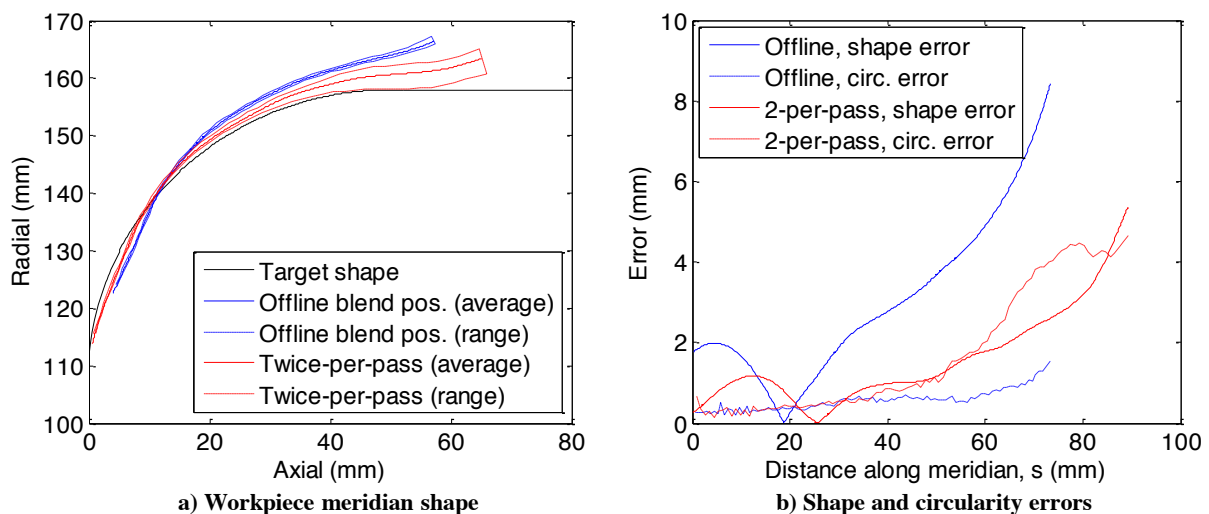 170
160
150
140
130
120
110
100
Radial (mm)
0
20
40
60
80
Axial (mm)
Target shape
Offline blend pos. (average)
Offline blend pos. (range)
Twice-per-pass (average)
Twice-per-pass (range)
a) Workpiece meridian shape
10
8
6
4
2
0
Error (mm)
0
20
40
60
80
100
Distance along meridian, s (mm)
Offline, shape error
Offline, circ. error
2-per-pass, shape error
2-per-pass, circ. error
b) Shape and circularity errors